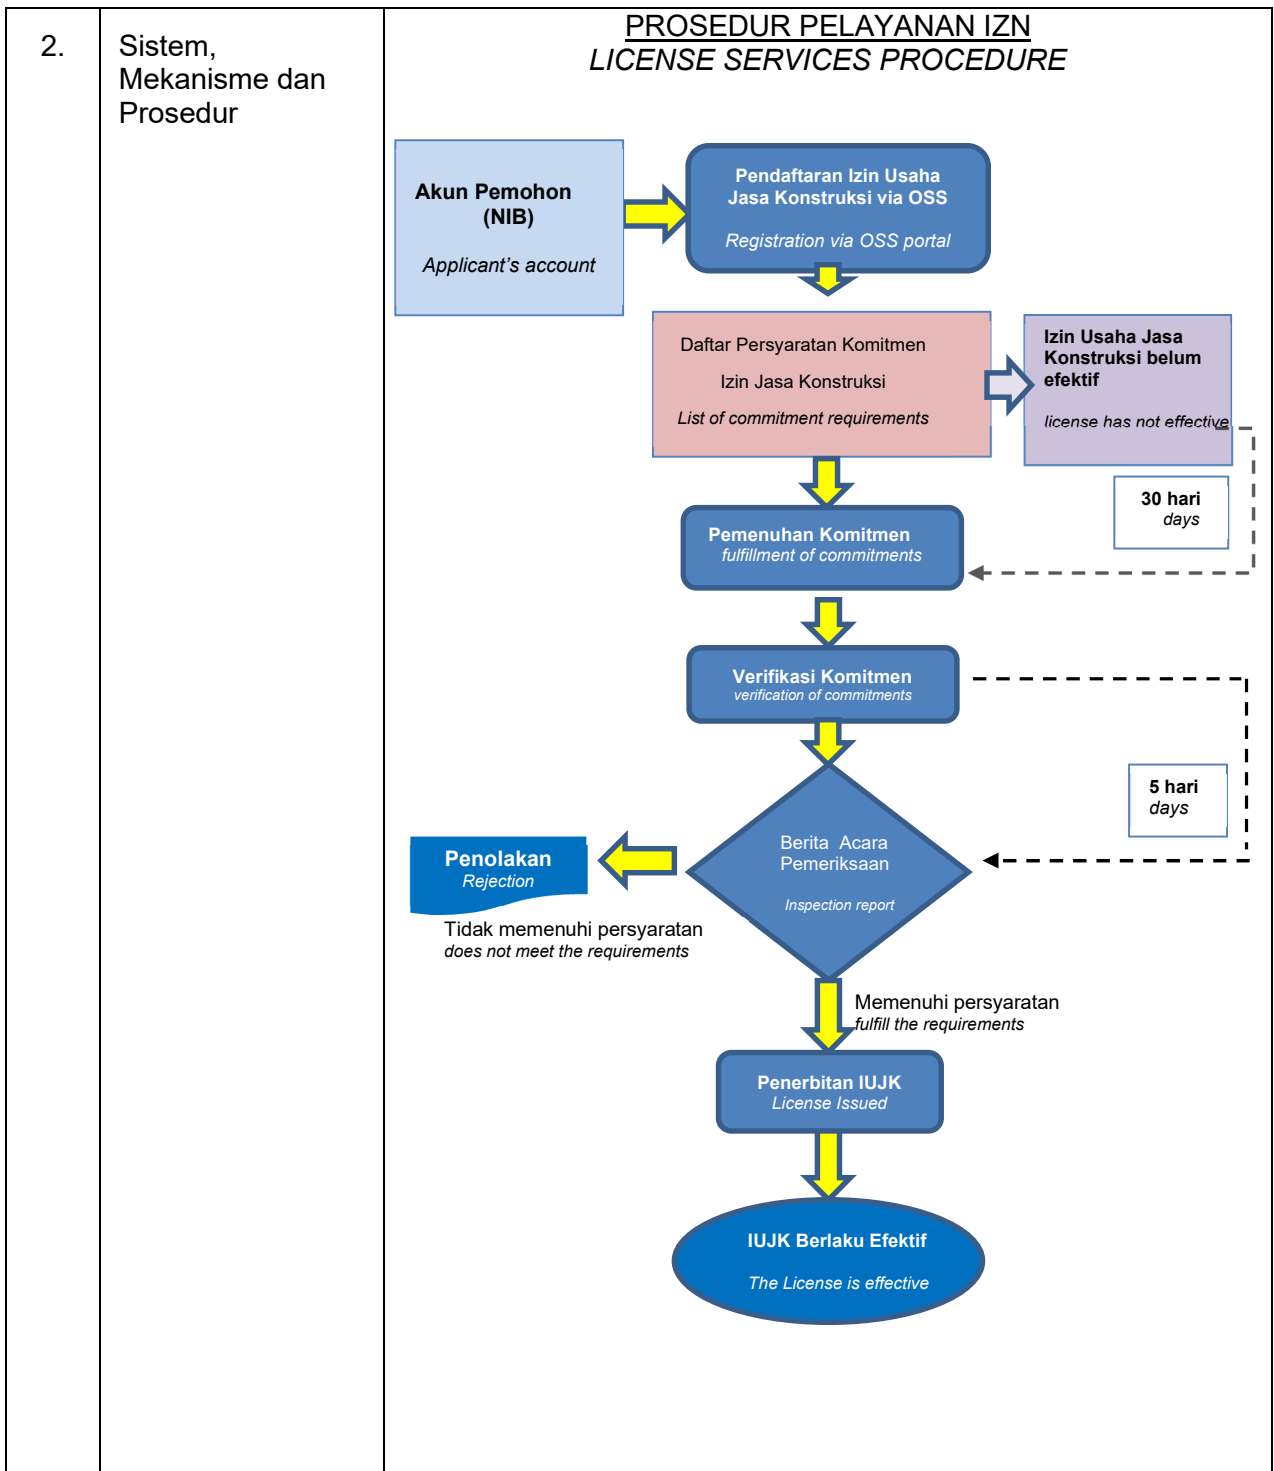 2.
Sistem,
Mekanisme dan
Prosedur
PROSEDUR PELAYANAN IZN
LICENSE SERVICES PROCEDURE
Akun Pemohon
(NIB)
Applicant's account
Pendaftaran Izin Usaha
Jasa Konstruksi via OSS
Registration via OSS portal
Daftar Persyaratan Komitmen
Izin Jasa Konstruksi
List of commitment requirements
Izin Usaha Jasa
Konstruksi belum
efektif
license has not effective
30 hari
days
Pemenuhan Komitmen
fulfillment of commitments
Verifikasi Komitmen
verification of commitments
5 hari
days
Berita Acara
Pemeriksaan
Inspection report
Penolakan
Rejection
Tidak memenuhi persyaratan
does not meet the requirements
Memenuhi persyaratan
fulfill the requirements
Penerbitan IUJK
License Issued
IUJK Berlaku Efektif
The License is effective